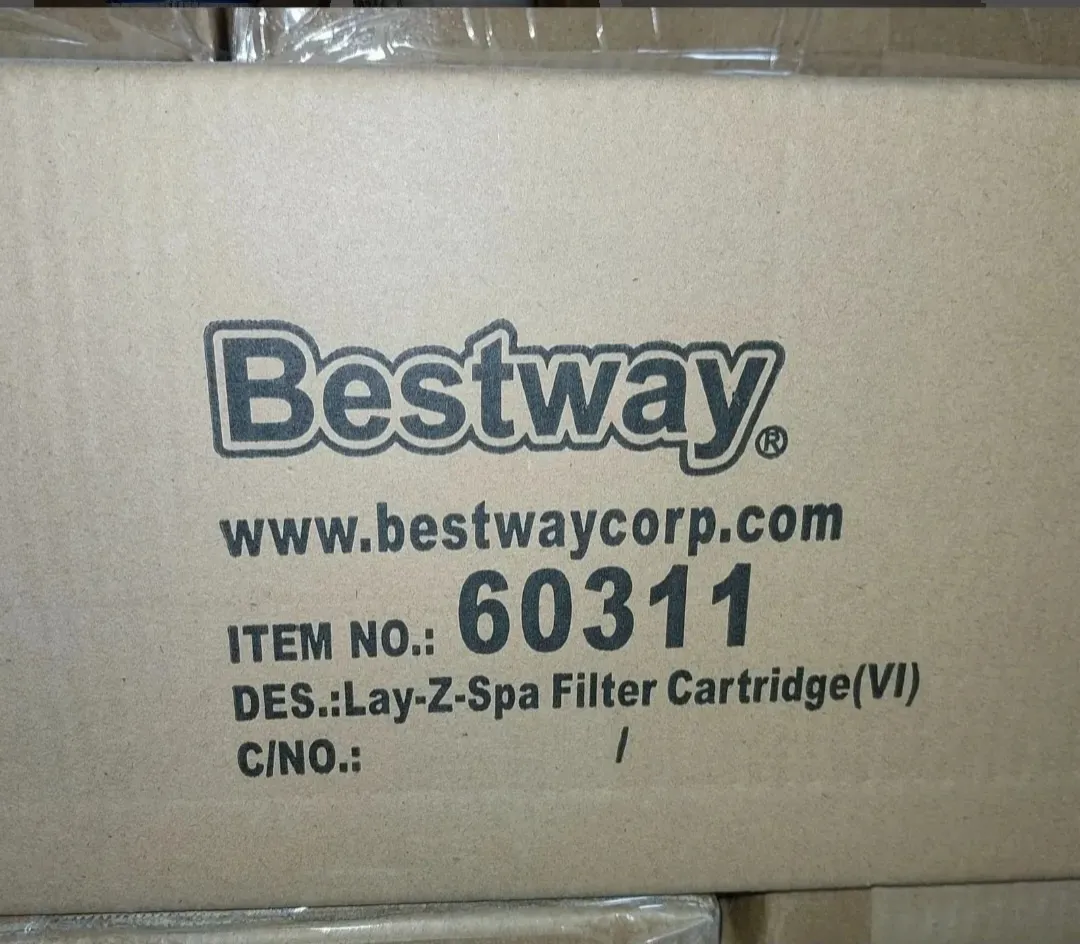 Bestway®
www.bestwaycorp.com
ITEM NO.: 60311
DES.:Lay-Z-Spa Filter Cartridge(VI)
C/NO.: /